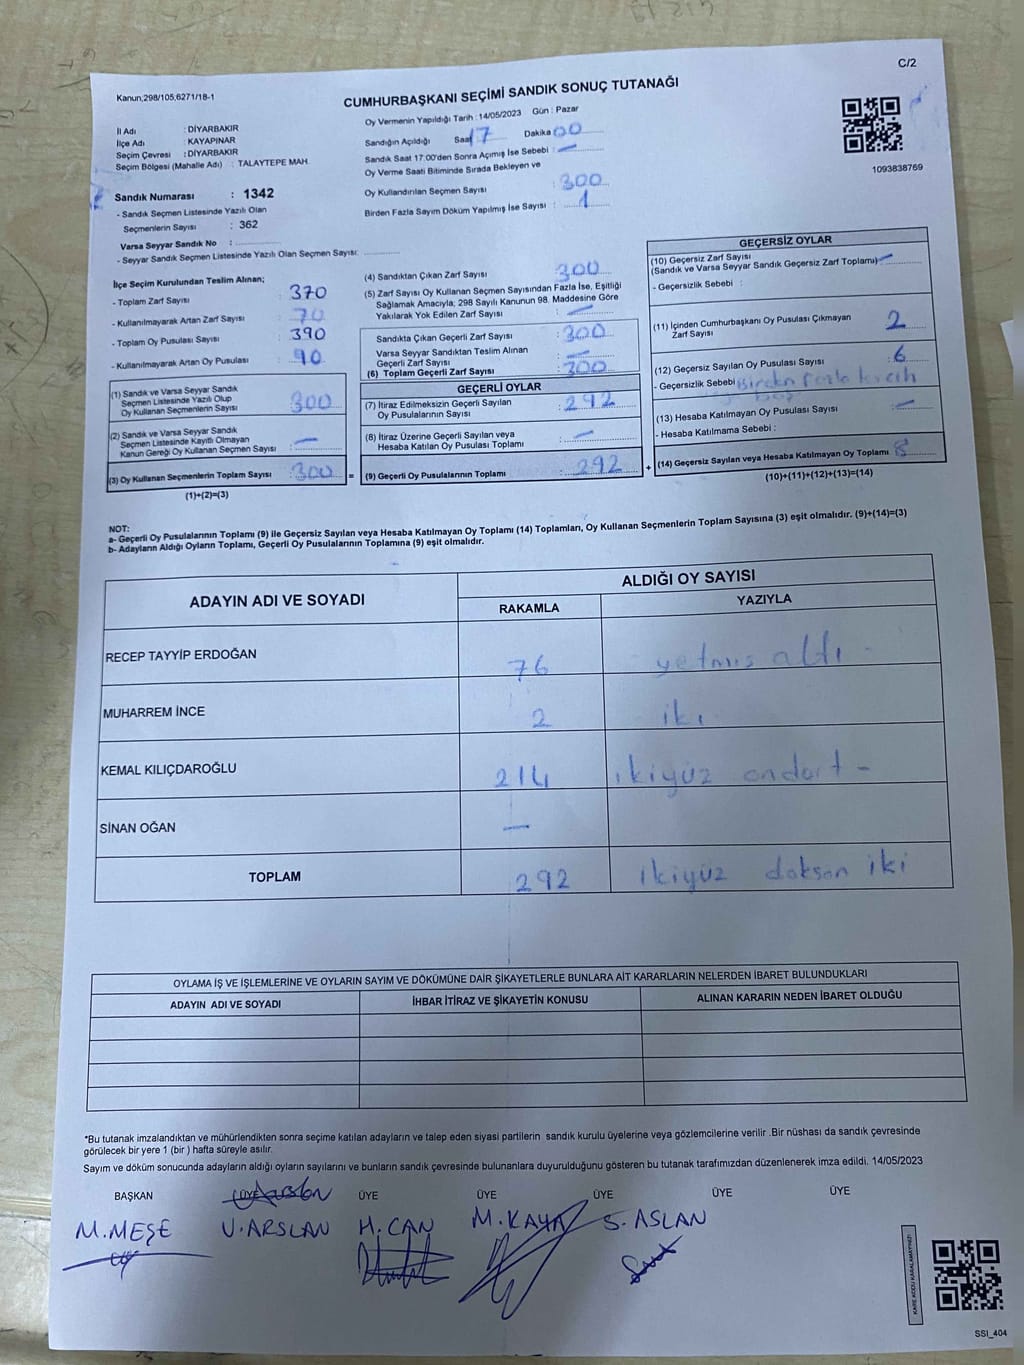 C/2
Kanun,298/105,6271/18-1
CUMHURBAŞKANI SEÇİMİ SANDIK SONUÇ TUTANAĞI
İl Adı : DİYARBAKIR
İlçe Adı : KAYAPINAR
Seçim Çevresi : DİYARBAKIR
Seçim Bölgesi (Mahalle Adı) : TALAYTEPE MAH.
Sandık Numarası : 1342
- Sandık Seçmen Listesinde Yazılı Olan
Seçmenlerin Sayısı : 362
Varsa Seyyar Sandık No :
- Seyyar Sandık Seçmen Listesinde Yazılı Olan Seçmen Sayısı:
Oy Vermenin Yapıldığı Tarih :14/05/2023 Gün : Pazar
Sandığın Açıldığı Saat 17 Dakika 00
Sandık Saat 17:00'den Sonra Açımış İse Sebebi : —
Oy Verme Saati Bitiminde Sırada Bekleyen ve
Oy Kullandırılan Seçmen Sayısı : 300
Birden Fazla Sayım Döküm Yapılmış İse Sayısı : 1
1093838769
İlçe Seçim Kurulundan Teslim Alınan;
- Toplam Zarf Sayısı : 370
- Kullanılmayarak Artan Zarf Sayısı : 70
- Toplam Oy Pusulası Sayısı : 390
- Kullanılmayarak Artan Oy Pusulası : 90
(1) Sandık ve Varsa Seyyar Sandık
Seçmen Listesinde Yazılı Olup
Oy Kullanan Seçmenlerin Sayısı : 300
(2) Sandık ve Varsa Seyyar Sandık
Seçmen Listesinde Kayıtlı Olmayan
Kanun Gereği Oy Kullanan Seçmen Sayısı : —
(3) Oy Kullanan Seçmenlerin Toplam Sayısı : 300 =
(1)+(2)=(3)
(4) Sandıktan Çıkan Zarf Sayısı : 300
(5) Zarf Sayısı Oy Kullanan Seçmen Sayısından Fazla İse, Eşitliği
Sağlamak Amacıyla; 298 Sayılı Kanunun 98. Maddesine Göre
Yakılarak Yok Edilen Zarf Sayısı : —
Sandıkta Çıkan Geçerli Zarf Sayısı : 300
Varsa Seyyar Sandıktan Teslim Alınan
Geçerli Zarf Sayısı : —
(6) Toplam Geçerli Zarf Sayısı : 300
GEÇERLİ OYLAR
(7) İtiraz Edilmeksizin Geçerli Sayılan
Oy Pusulalarının Sayısı : 292
(8) İtiraz Üzerine Geçerli Sayılan veya
Hesaba Katılan Oy Pusulası Toplamı : —
(9) Geçerli Oy Pusulalarının Toplamı : 292 +
GEÇERSİZ OYLAR
(10) Geçersiz Zarf Sayısı
(Sandık ve Varsa Seyyar Sandık Geçersiz Zarf Toplamı) —
- Geçersizlik Sebebi :
(11) İçinden Cumhurbaşkanı Oy Pusulası Çıkmayan
Zarf Sayısı : 2
(12) Geçersiz Sayılan Oy Pusulası Sayısı : 6
- Geçersizlik Sebebi : Birden fazla tercih
(13) Hesaba Katılmayan Oy Pusulası Sayısı : —
- Hesaba Katılmama Sebebi :
(14) Geçersiz Sayılan veya Hesaba Katılmayan Oy Toplamı : 8
(10)+(11)+(12)+(13)=(14)
NOT:
a- Geçerli Oy Pusulalarının Toplamı (9) ile Geçersiz Sayılan veya Hesaba Katılmayan Oy Toplamı (14) Toplamları, Oy Kullanan Seçmenlerin Toplam Sayısına (3) eşit olmalıdır. (9)+(14)=(3)
b- Adayların Aldığı Oyların Toplamı, Geçerli Oy Pusulalarının Toplamına (9) eşit olmalıdır.
ADAYIN ADI VE SOYADI
ALDIĞI OY SAYISI
RAKAMLA YAZIYLA
RECEP TAYYİP ERDOĞAN 76 - yetmış altı -
MUHARREM İNCE 2 iki
KEMAL KILIÇDAROĞLU 214 ikiyüz ondört -
SİNAN OĞAN —
TOPLAM 292 ikiyüz doksan iki
OYLAMA İŞ VE İŞLEMLERİNE VE OYLARIN SAYIM VE DÖKÜMÜNE DAİR ŞİKAYETLERLE BUNLARA AİT KARARLARIN NELERDEN İBARET BULUNDUKLARI
ADAYIN ADI VE SOYADI İHBAR İTİRAZ VE ŞİKAYETİN KONUSU ALINAN KARARIN NEDEN İBARET OLDUĞU
*Bu tutanak imzalandıktan ve mühürlendikten sonra seçime katılan adayların ve talep eden siyasi partilerin sandık kurulu üyelerine veya gözlemcilerine verilir .Bir nüshası da sandık çevresinde
görülecek bir yere 1 (bir ) hafta süreyle asılır.
Sayım ve döküm sonucunda adayların aldığı oyların sayılarını ve bunların sandık çevresinde bulunanlara duyurulduğunu gösteren bu tutanak tarafımızdan düzenlenerek imza edildi. 14/05/2023
BAŞKAN ÜYE ÜYE ÜYE ÜYE ÜYE ÜYE
M.MEŞE U.ARSLAN H.CAN M.KAYA S.ASLAN
KARE KODU KARALAMAYINIZ!
SSI_404